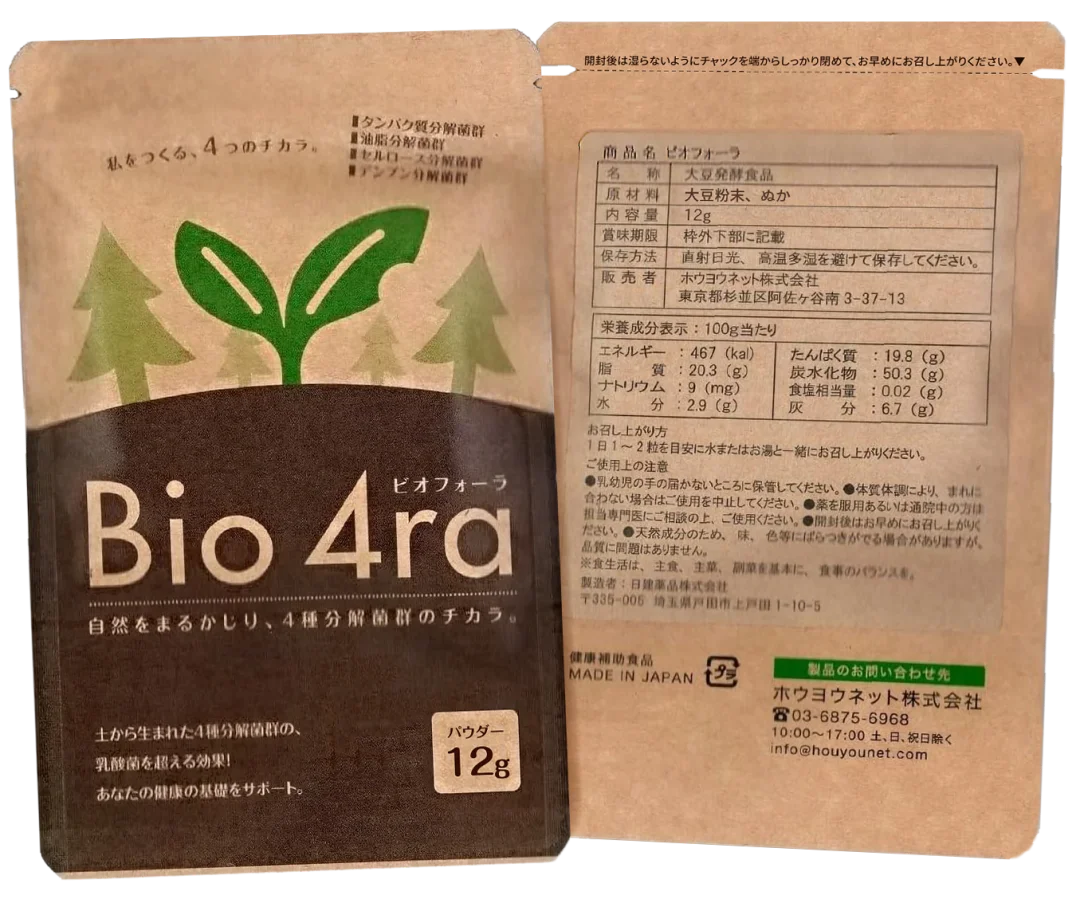 私をつくる、4つのチカラ。
■タンパク質分解菌群
■油脂分解菌群
■セルロース分解菌群
■デンプン分解菌群
ビオフォーラ
Bio 4ra
自然をまるかじり、4種分解菌群のチカラ。
土から生まれた4種分解菌群の、
乳酸菌を超える効果!
あなたの健康の基礎をサポート。
パウダー
12g
開封後は湿らないようにチャックを端からしっかり閉めて、お早めにお召し上がりください。▼
商品名 ビオフォーラ
名 称 大豆発酵食品
原材料 大豆粉末、ぬか
内容量 12g
賞味期限 枠外下部に記載
保存方法 直射日光、高温多湿を避けて保存してください。
販売者 ホウヨウネット株式会社
東京都杉並区阿佐ヶ谷南 3-37-13
栄養成分表示:100g当たり
エネルギー :467 (kal) たんぱく質 :19.8 (g)
脂 質 :20.3 (g) 炭水化物 :50.3 (g)
ナトリウム :9 (mg) 食塩相当量 :0.02 (g)
水 分 :2.9 (g) 灰 分 :6.7 (g)
お召し上がり方
1日1~2粒を目安に水またはお湯と一緒にお召し上がりください。
ご使用上の注意
●乳幼児の手の届かないところに保管してください。●体質体調により、まれに
合わない場合はご使用を中止してください。●薬を服用あるいは通院中の方は
担当専門医にご相談の上、ご使用ください。●開封後はお早めにお召し上がりく
ださい。●天然成分のため、味、色等にばらつきがでる場合がありますが、
品質に問題はありません。
※食生活は、主食、主菜、副菜を基本に、食事のバランスを。
製造者:日健薬品株式会社
〒335-005 埼玉県戸田市上戸田1-10-5
健康補助食品
MADE IN JAPAN
プラ
製品のお問い合わせ先
ホウヨウネット株式会社
☎03-6875-6968
10:00~17:00 土、日、祝日除く
info@houyounet.com